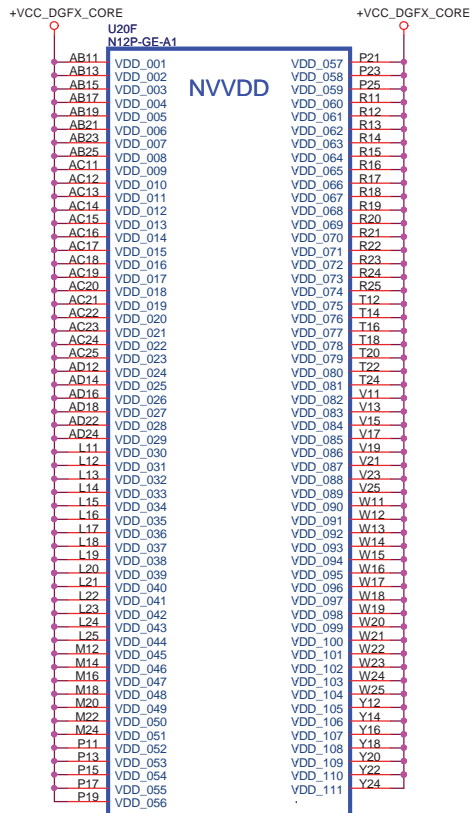 +VCC_DGFX_CORE +VCC_DGFX_CORE
U20F
N12P-GE-A1
NVVDD
AB11 VDD_001 VDD_057 P21
AB13 VDD_002 VDD_058 P23
AB15 VDD_003 VDD_059 P25
AB17 VDD_004 VDD_060 R11
AB19 VDD_005 VDD_061 R12
AB21 VDD_006 VDD_062 R13
AB23 VDD_007 VDD_063 R14
AB25 VDD_008 VDD_064 R15
AC11 VDD_009 VDD_065 R16
AC12 VDD_010 VDD_066 R17
AC13 VDD_011 VDD_067 R18
AC14 VDD_012 VDD_068 R19
AC15 VDD_013 VDD_069 R20
AC16 VDD_014 VDD_070 R21
AC17 VDD_015 VDD_071 R22
AC18 VDD_016 VDD_072 R23
AC19 VDD_017 VDD_073 R24
AC20 VDD_018 VDD_074 R25
AC21 VDD_019 VDD_075 T12
AC22 VDD_020 VDD_076 T14
AC23 VDD_021 VDD_077 T16
AC24 VDD_022 VDD_078 T18
AC25 VDD_023 VDD_079 T20
AD12 VDD_024 VDD_080 T22
AD14 VDD_025 VDD_081 T24
AD16 VDD_026 VDD_082 V11
AD18 VDD_027 VDD_083 V13
AD22 VDD_028 VDD_084 V15
AD24 VDD_029 VDD_085 V17
L11 VDD_030 VDD_086 V19
L12 VDD_031 VDD_087 V21
L13 VDD_032 VDD_088 V23
L14 VDD_033 VDD_089 V25
L15 VDD_034 VDD_090 W11
L16 VDD_035 VDD_091 W12
L17 VDD_036 VDD_092 W13
L18 VDD_037 VDD_093 W14
L19 VDD_038 VDD_094 W15
L20 VDD_039 VDD_095 W16
L21 VDD_040 VDD_096 W17
L22 VDD_041 VDD_097 W18
L23 VDD_042 VDD_098 W19
L24 VDD_043 VDD_099 W20
L25 VDD_044 VDD_100 W21
M12 VDD_045 VDD_101 W22
M14 VDD_046 VDD_102 W23
M16 VDD_047 VDD_103 W24
M18 VDD_048 VDD_104 W25
M20 VDD_049 VDD_105 Y12
M22 VDD_050 VDD_106 Y14
M24 VDD_051 VDD_107 Y16
P11 VDD_052 VDD_108 Y18
P13 VDD_053 VDD_109 Y20
P15 VDD_054 VDD_110 Y22
P17 VDD_055 VDD_111 Y24
P19 VDD_056